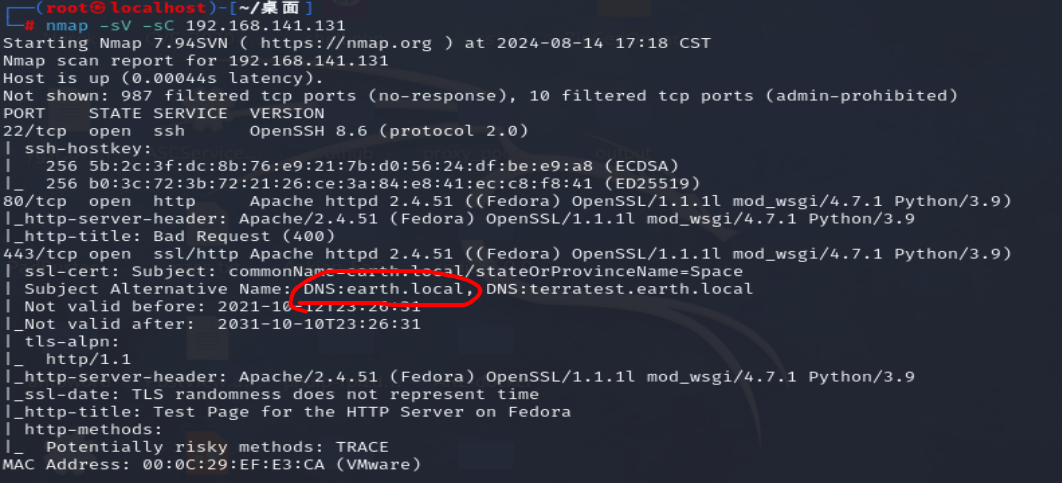 ┌──(root㉿localhost)-[~/桌面]
└─# nmap -sV -sC 192.168.141.131
Starting Nmap 7.94SVN ( https://nmap.org ) at 2024-08-14 17:18 CST
Nmap scan report for 192.168.141.131
Host is up (0.00044s latency).
Not shown: 987 filtered tcp ports (no-response), 10 filtered tcp ports (admin-prohibited)
PORT    STATE SERVICE  VERSION
22/tcp  open  ssh      OpenSSH 8.6 (protocol 2.0)
| ssh-hostkey:
|   256 5b:2c:3f:dc:8b:76:e9:21:7b:d0:56:24:df:be:e9:a8 (ECDSA)
|_  256 b0:3c:72:3b:72:21:26:ce:3a:84:e8:41:ec:c8:f8:41 (ED25519)
80/tcp  open  http     Apache httpd 2.4.51 ((Fedora) OpenSSL/1.1.1l mod_wsgi/4.7.1 Python/3.9)
|_http-server-header: Apache/2.4.51 (Fedora) OpenSSL/1.1.1l mod_wsgi/4.7.1 Python/3.9
|_http-title: Bad Request (400)
443/tcp open  ssl/http Apache httpd 2.4.51 ((Fedora) OpenSSL/1.1.1l mod_wsgi/4.7.1 Python/3.9)
| ssl-cert: Subject: commonName=earth.local/stateOrProvinceName=Space
| Subject Alternative Name: DNS:earth.local, DNS:terratest.earth.local
| Not valid before: 2021-10-12T23:26:31
|_Not valid after:  2031-10-10T23:26:31
| tls-alpn:
|_  http/1.1
|_http-server-header: Apache/2.4.51 (Fedora) OpenSSL/1.1.1l mod_wsgi/4.7.1 Python/3.9
|_ssl-date: TLS randomness does not represent time
|_http-title: Test Page for the HTTP Server on Fedora
| http-methods:
|_  Potentially risky methods: TRACE
MAC Address: 00:0C:29:EF:E3:CA (VMware)